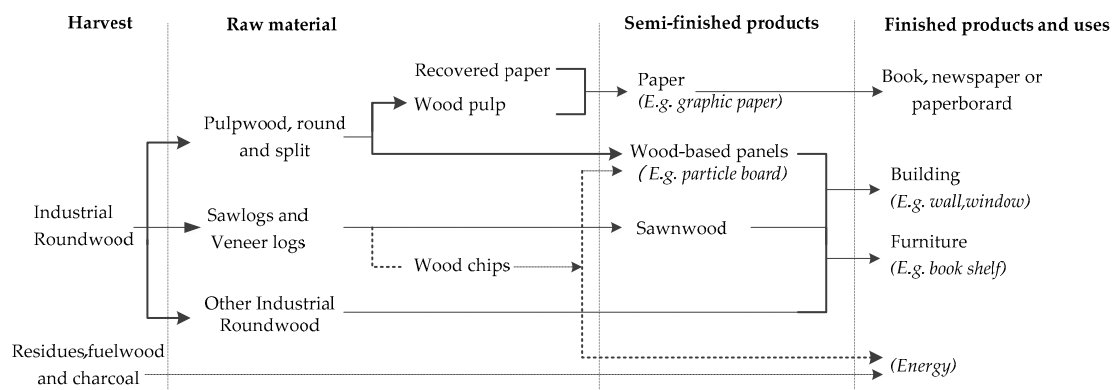 Harvest
Raw material
Semi-finished products
Finished products and uses
Recovered paper
Wood pulp
Paper
(E.g. graphic paper)
Book, newspaper or
paperborard
Pulpwood, round
and split
Wood-based panels
( E.g. particle board)
Building
(E.g. wall,window)
Industrial
Roundwood
Sawlogs and
Veneer logs
Sawnwood
Furniture
(E.g. book shelf)
Wood chips
Other Industrial
Roundwood
Residues,fuelwood
and charcoal
(Energy)